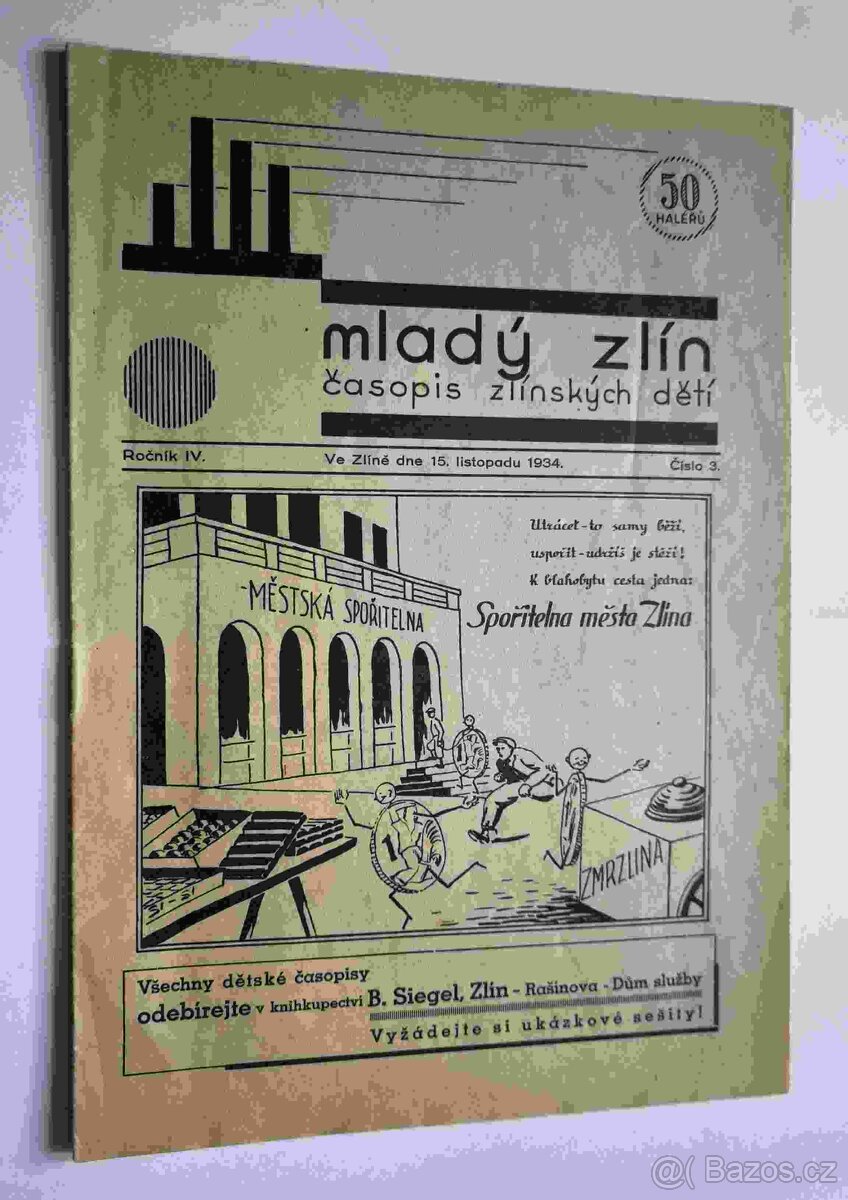 50
HALÉŘŮ
mladý zlín
časopis zlínských dětí
Ročník IV.
Ve Zlíně dne 15. listopadu 1934.
Číslo 3.
Utrácet-to samy běží,
uspořit-udržíš je stěží!
K blahobytu cesta jedna:
Spořitelna města Zlína
MĚSTSKÁ SPOŘITELNA
1
1
ZMRZLINA
Všechny dětské časopisy
odebírejte v knihkupectví B. Siegel, Zlín - Rašínova - Dům služby
Vyžádejte si ukázkové sešity!
@( Bazos.cz